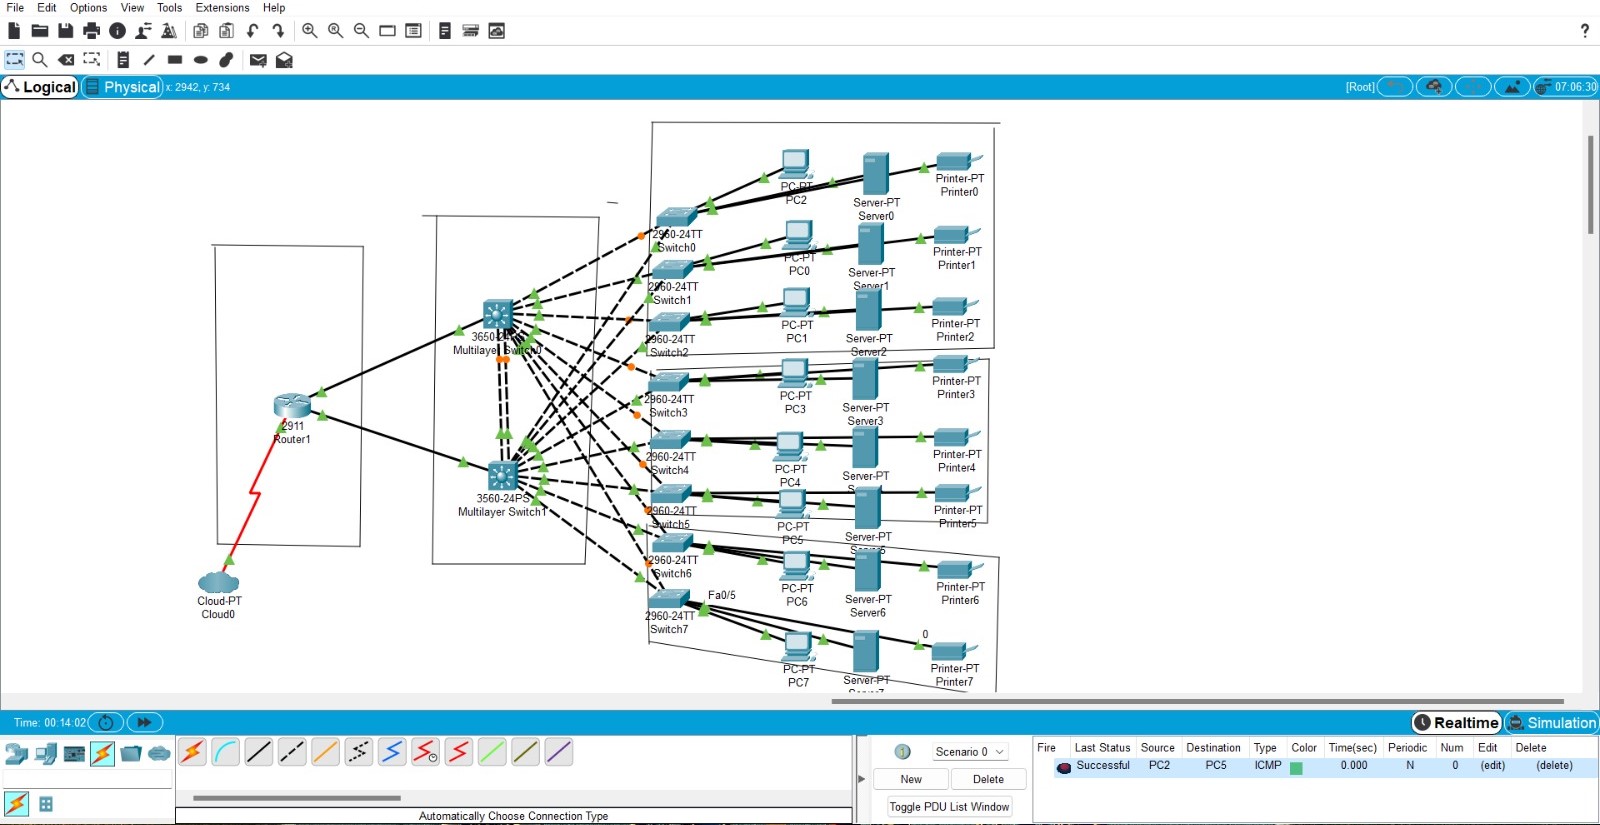 File Edit Options View Tools Extensions Help
?
Logical Physical x: 2942, y: 734 [Root] 07:06:30
PC-PT
PC2
Server-PT
Server0
Printer-PT
Printer0
2960-24TT
Switch0
PC-PT
PC0
Server-PT
Server1
Printer-PT
Printer1
2960-24TT
Switch1
PC-PT
PC1
Server-PT
Server2
Printer-PT
Printer2
2960-24TT
Switch2
3650-24PS
Multilayer Switch0
PC-PT
PC3
Server-PT
Printer-PT
Printer3
2960-24TT
Switch3
2911
Router1
PC-PT
PC4
Server-PT
Printer-PT
Printer4
2960-24TT
Switch4
3560-24PS
Multilayer Switch1
PC-PT
PC5
Server-PT
Printer-PT
Printer5
2960-24TT
Switch5
PC-PT
PC6
Server-PT
Server6
Printer-PT
Printer6
2960-24TT
Switch6
Cloud-PT
Cloud0
Fa0/5
0
2960-24TT
Switch7
PC-PT
PC7
Server-PT
Printer-PT
Printer7
Time: 00:14:02 Realtime Simulation
Scenario 0
New Delete
Toggle PDU List Window
Fire Last Status Source Destination Type Color Time(sec) Periodic Num Edit Delete
Successful PC2 PC5 ICMP 0.000 N 0 (edit) (delete)
Automatically Choose Connection Type